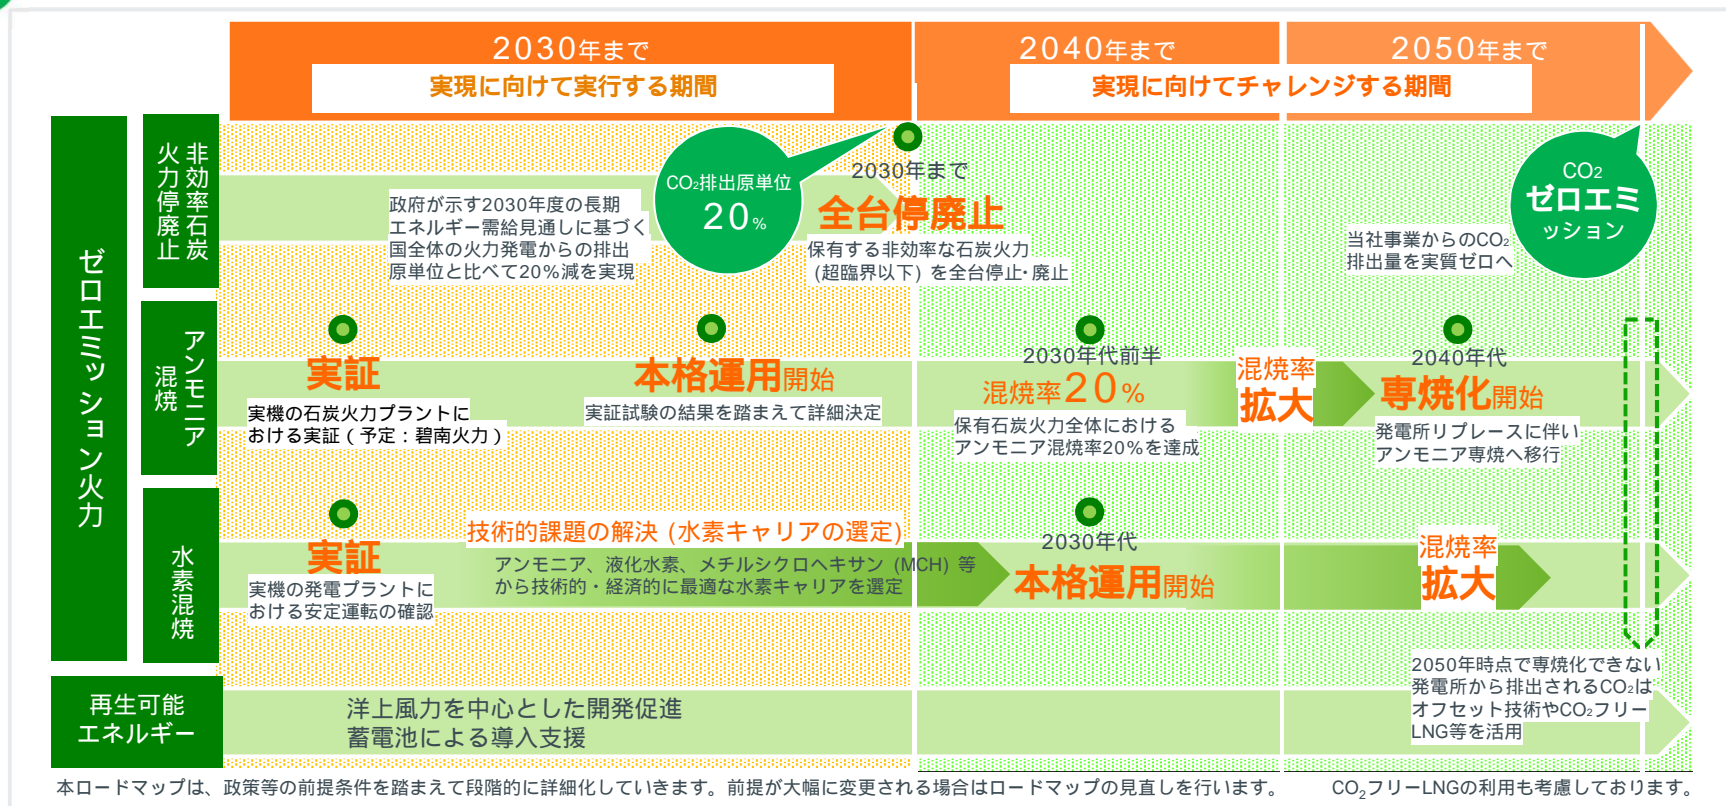 2030年まで
実現に向けて実行する期間
2040年まで
2050年まで
実現に向けてチャレンジする期間
ゼロエミッション火力
非効率石炭
火力停廃止
政府が示す2030年度の長期
エネルギー需給見通しに基づく
国全体の火力発電からの排出
原単位と比べて20%減を実現
CO₂排出原単位
20%
2030年まで
全台停廃止
保有する非効率な石炭火力
(超臨界以下) を全台停止・廃止
当社事業からのCO₂
排出量を実質ゼロへ
CO₂
ゼロエミ
ッション
アンモニア
混焼
実証
実機の石炭火力プラントに
おける実証(予定:碧南火力)
本格運用開始
実証試験の結果を踏まえて詳細決定
2030年代前半
混焼率20%
保有石炭火力全体における
アンモニア混焼率20%を達成
混焼率
拡大
2040年代
専焼化開始
発電所リプレースに伴い
アンモニア専焼へ移行
水素混焼
実証
実機の発電プラントに
おける安定運転の確認
技術的課題の解決 (水素キャリアの選定)
アンモニア、液化水素、メチルシクロヘキサン (MCH) 等
から技術的・経済的に最適な水素キャリアを選定
2030年代
本格運用開始
混焼率
拡大
2050年時点で専焼化できない
発電所から排出されるCO₂は
オフセット技術やCO₂フリー
LNG等を活用
再生可能
エネルギー
洋上風力を中心とした開発促進
蓄電池による導入支援
本ロードマップは、政策等の前提条件を踏まえて段階的に詳細化していきます。前提が大幅に変更される場合はロードマップの見直しを行います。
CO₂フリーLNGの利用も考慮しております。